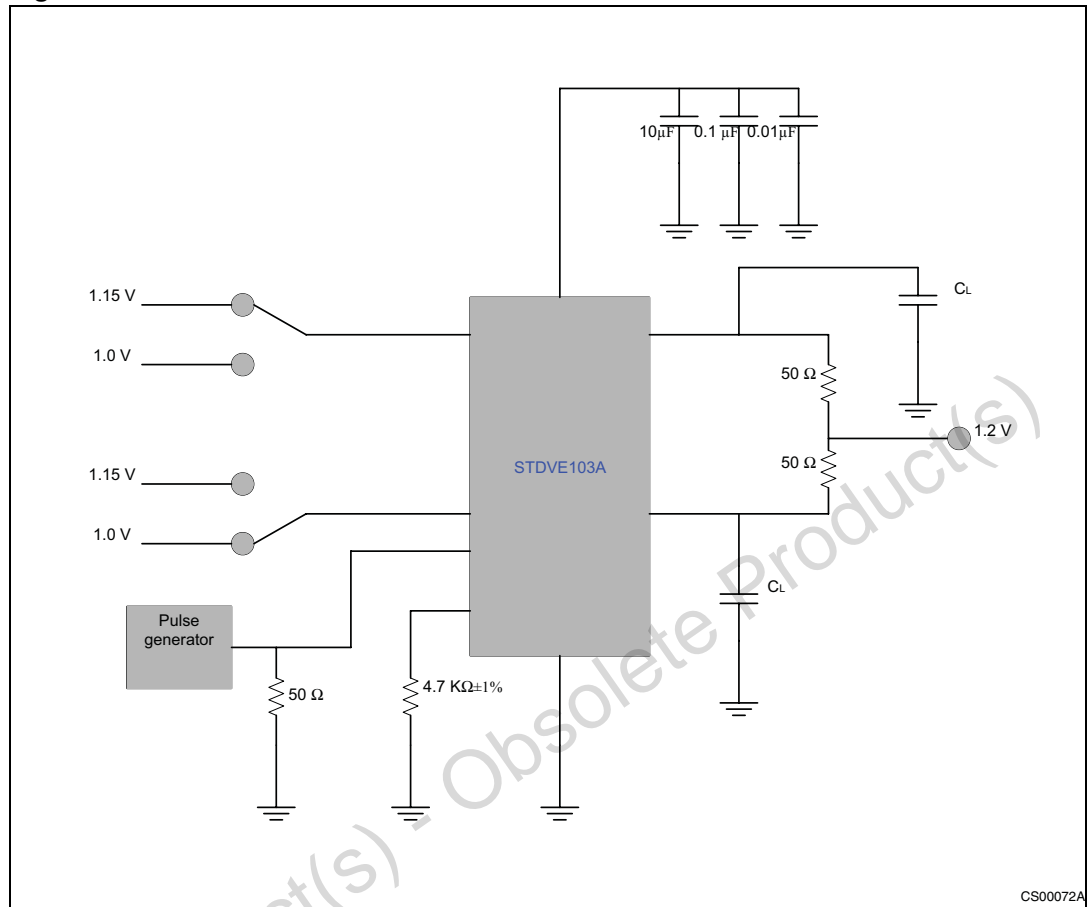 10µF 0.1 µF 0.01µF
1.15 V
CL
1.0 V
50 Ω
1.2 V
1.15 V
STDVE103A
50 Ω
1.0 V
CL
Pulse
generator
50 Ω
4.7 KΩ±1%
ct(s) - Obsolete Product(s)
CS00072A